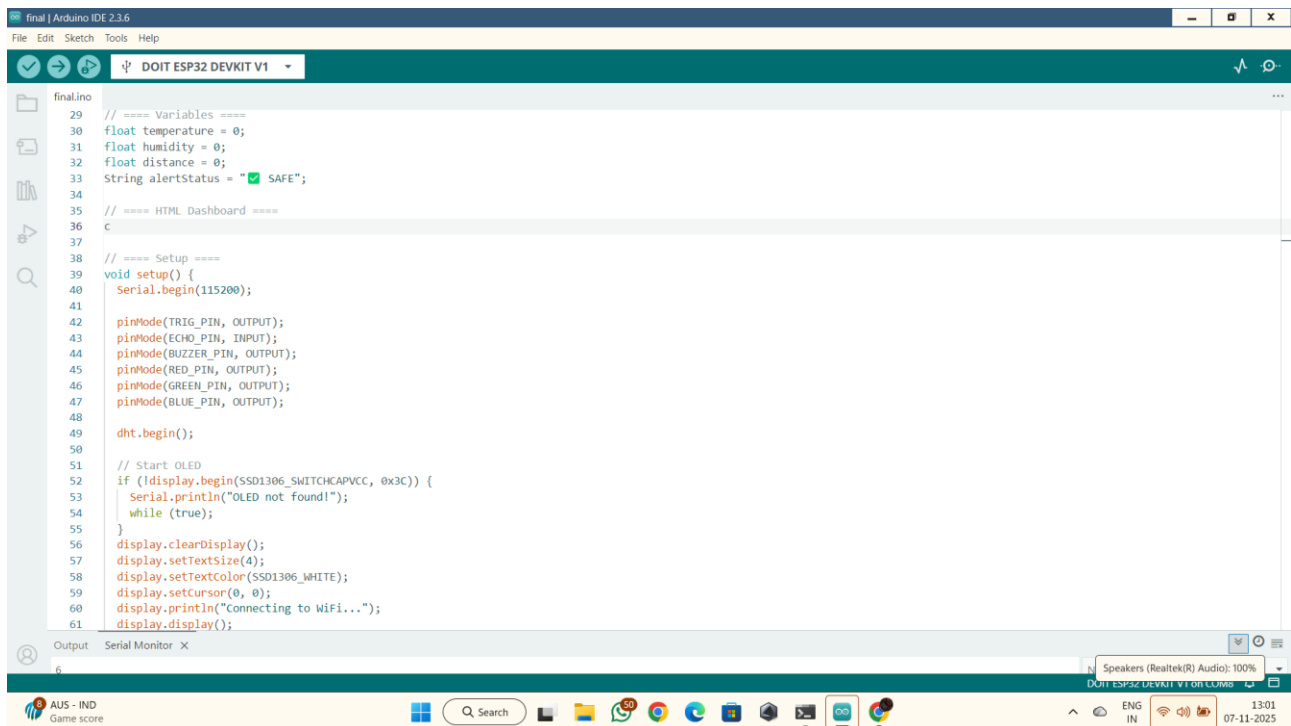 final | Arduino IDE 2.3.6
File Edit Sketch Tools Help
DOIT ESP32 DEVKIT V1
final.ino
29 // ==== Variables ====
30 float temperature = 0;
31 float humidity = 0;
32 float distance = 0;
33 String alertStatus = "✅ SAFE";
34
35 // ==== HTML Dashboard ====
36 c
37
38 // ==== Setup ====
39 void setup() {
40 Serial.begin(115200);
41
42 pinMode(TRIG_PIN, OUTPUT);
43 pinMode(ECHO_PIN, INPUT);
44 pinMode(BUZZER_PIN, OUTPUT);
45 pinMode(RED_PIN, OUTPUT);
46 pinMode(GREEN_PIN, OUTPUT);
47 pinMode(BLUE_PIN, OUTPUT);
48
49 dht.begin();
50
51 // Start OLED
52 if (!display.begin(SSD1306_SWITCHCAPVCC, 0x3C)) {
53 Serial.println("OLED not found!");
54 while (true);
55 }
56 display.clearDisplay();
57 display.setTextSize(4);
58 display.setTextColor(SSD1306_WHITE);
59 display.setCursor(0, 0);
60 display.println("Connecting to WiFi...");
61 display.display();
Output Serial Monitor X
6
Speakers (Realtek(R) Audio): 100%
DOIT ESP32 DEVKIT V1 on COM8
8
AUS - IND
Game score
Search
50
ENG
IN
13:01
07-11-2025